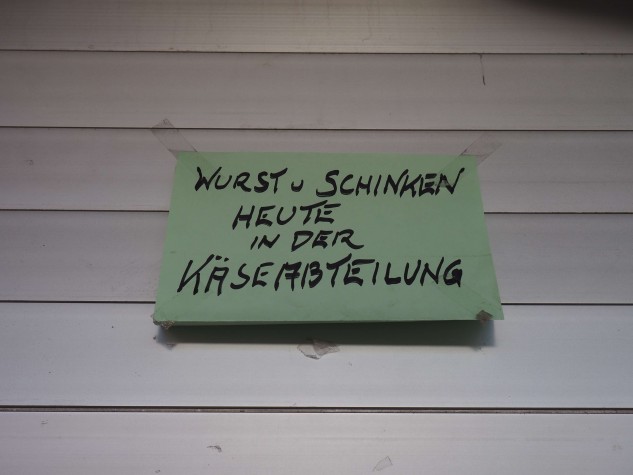 WURST u SCHINKEN
HEUTE
IN DER
KÄSEABTEILUNG